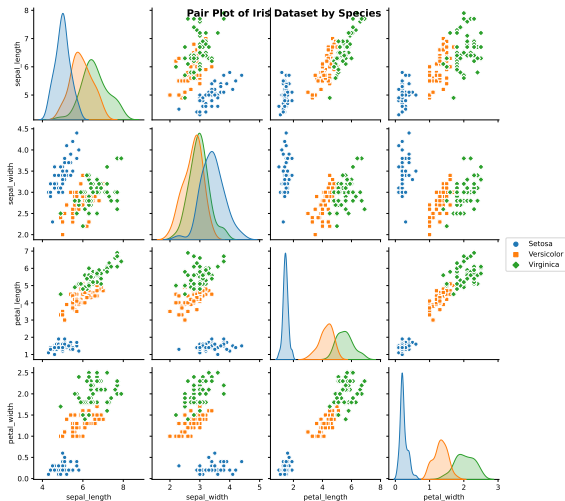 Pair Plot of Iris Dataset by Species
8
7
6
5
sepal_length
4.5
4.0
3.5
3.0
2.5
2.0
sepal_width
Setosa
Versicolor
Virginica
7
6
5
4
3
2
1
petal_length
2.5
2.0
1.5
1.0
0.5
0.0
petal_width
4 6 8 2 3 4 5 2 4 6 8 0 1 2 3
sepal_length sepal_width petal_length petal_width